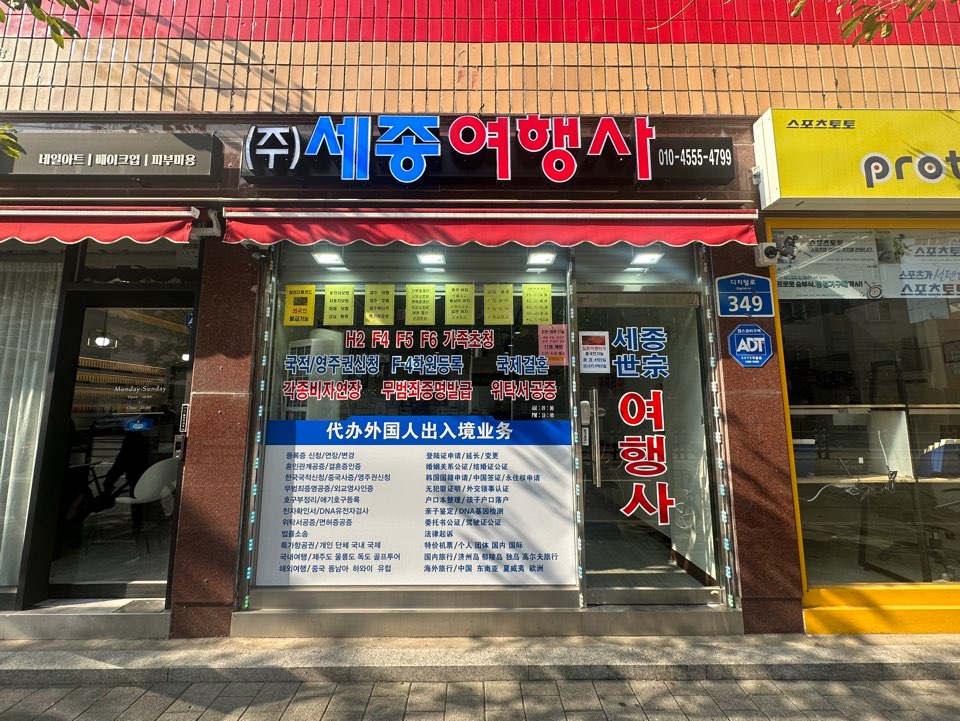 네일아트 | 메이크업 | 피부미용
(주)세종여행사 010-4555-4799
스포츠토토
prot
스포츠토토
디지털로
349
ADT
Monday-Sunday
H2 F4 F5 F6 가족초청
국적/영주권신청 F-4학원등록 국제결혼
각종비자연장 무범죄증명발급 위탁서공증
세종
世宗
여행사
代办外国人出入境业务
등록증 신청/연장/변경 登陆证申请/延长/变更
혼인관계공증/결혼증인증 婚姻关系公证/结婚证公证
한국국적신청/중국사증/영주권신청 韩国国籍申请/中国签证/永住权申请
무범죄증명공증/외교영사인증 无犯罪证明/外交领事认证
호구부정리/애기호구등록 户口本整理/孩子户口落户
친자확인서/DNA유전자검사 亲子鉴定/DNA基因检测
위탁서공증/면허증공증 委托书公证/驾驶证公证
법률소송 法律起诉
특가항공권/개인 단체 국내 국제 特价机票/个人 团体 国内 国际
국내여행/제주도 울릉도 독도 골프투어 国内旅行/济州岛 郁陵岛 独岛 高尔夫旅行
해외여행/중국 동남아 하와이 유럽 海外旅行/中国 东南亚 夏威夷 欧洲